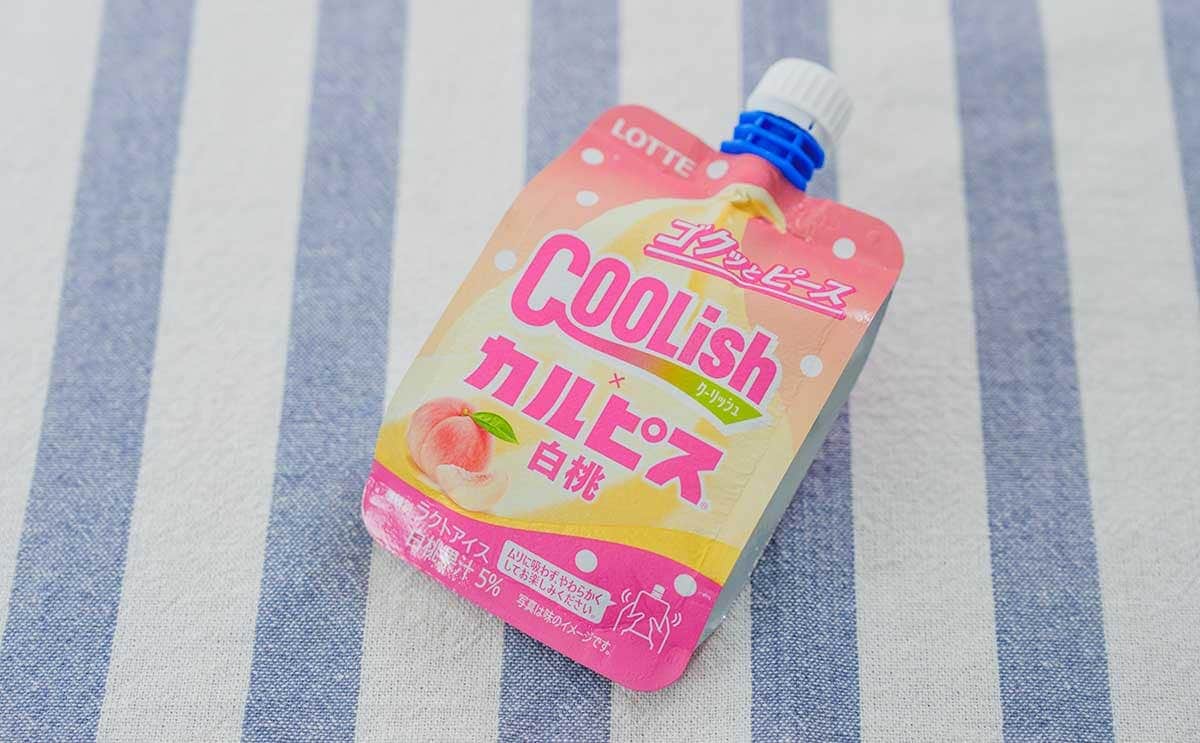 LOTTE
ゴクッとピース
COOLish
クーリッシュ
×
カルピス®
白桃
ラクトアイス
白桃果汁5%
ムリに吸わず、やわらかく
してお楽しみください。
写真は味のイメージです。